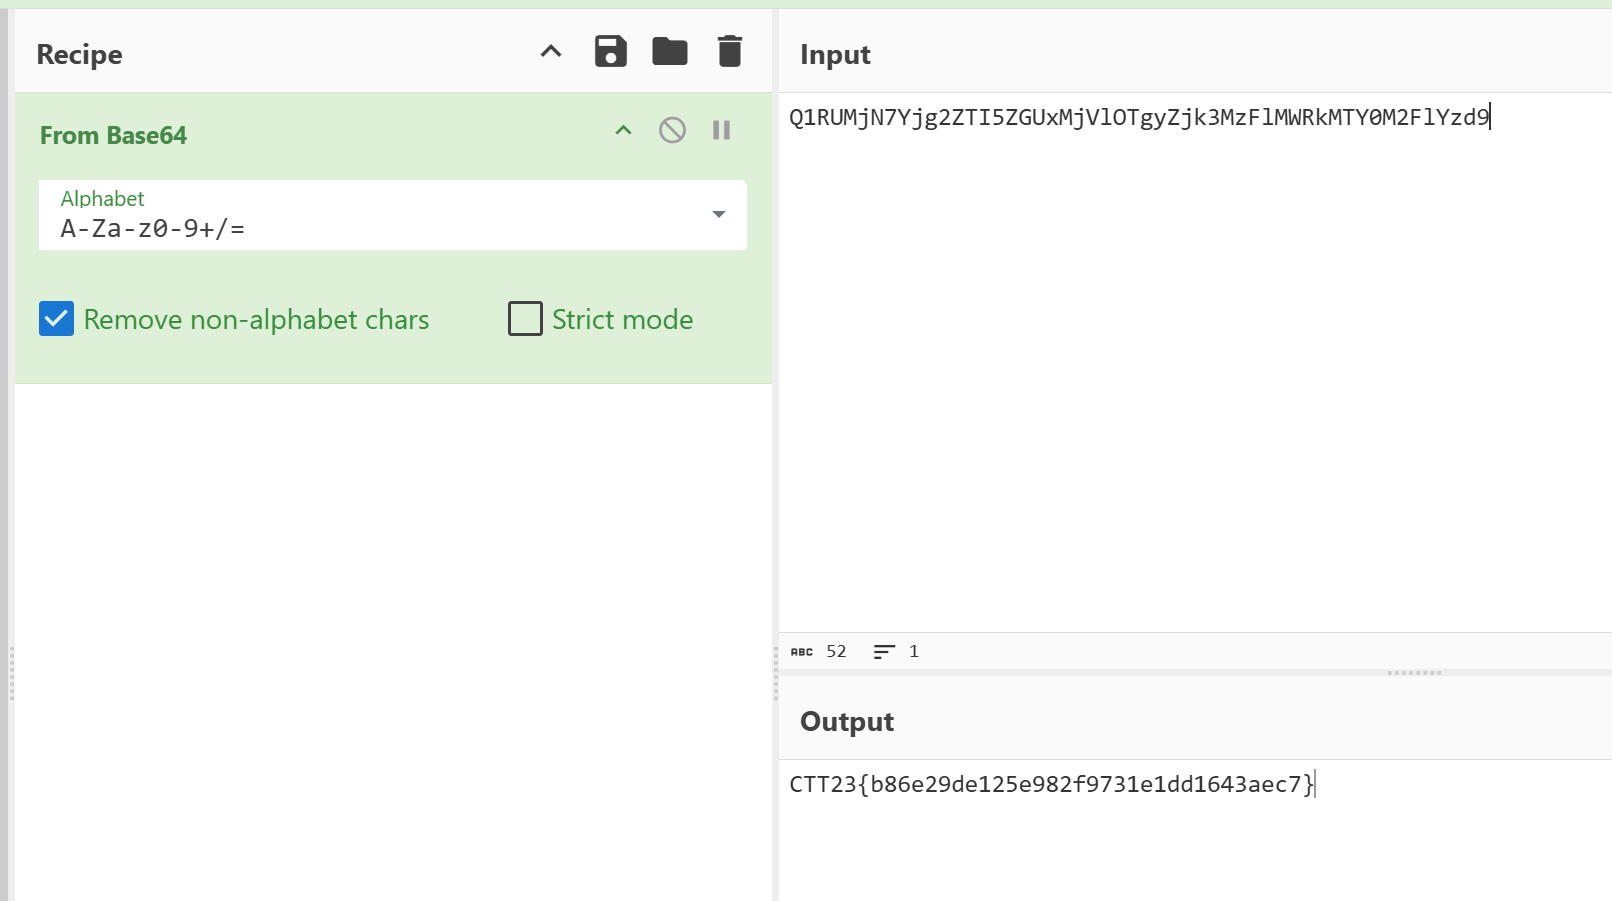 Recipe
From Base64
Alphabet
A-Za-z0-9+/=
Remove non-alphabet chars
Strict mode
Input
Q1RUMjN7Yjg2ZTI5ZGUxMjVlOTgyZjk3MzFlMWRkMTY0M2FlYzd9
ABC 52 1
Output
CTT23{b86e29de125e982f9731e1dd1643aec7}